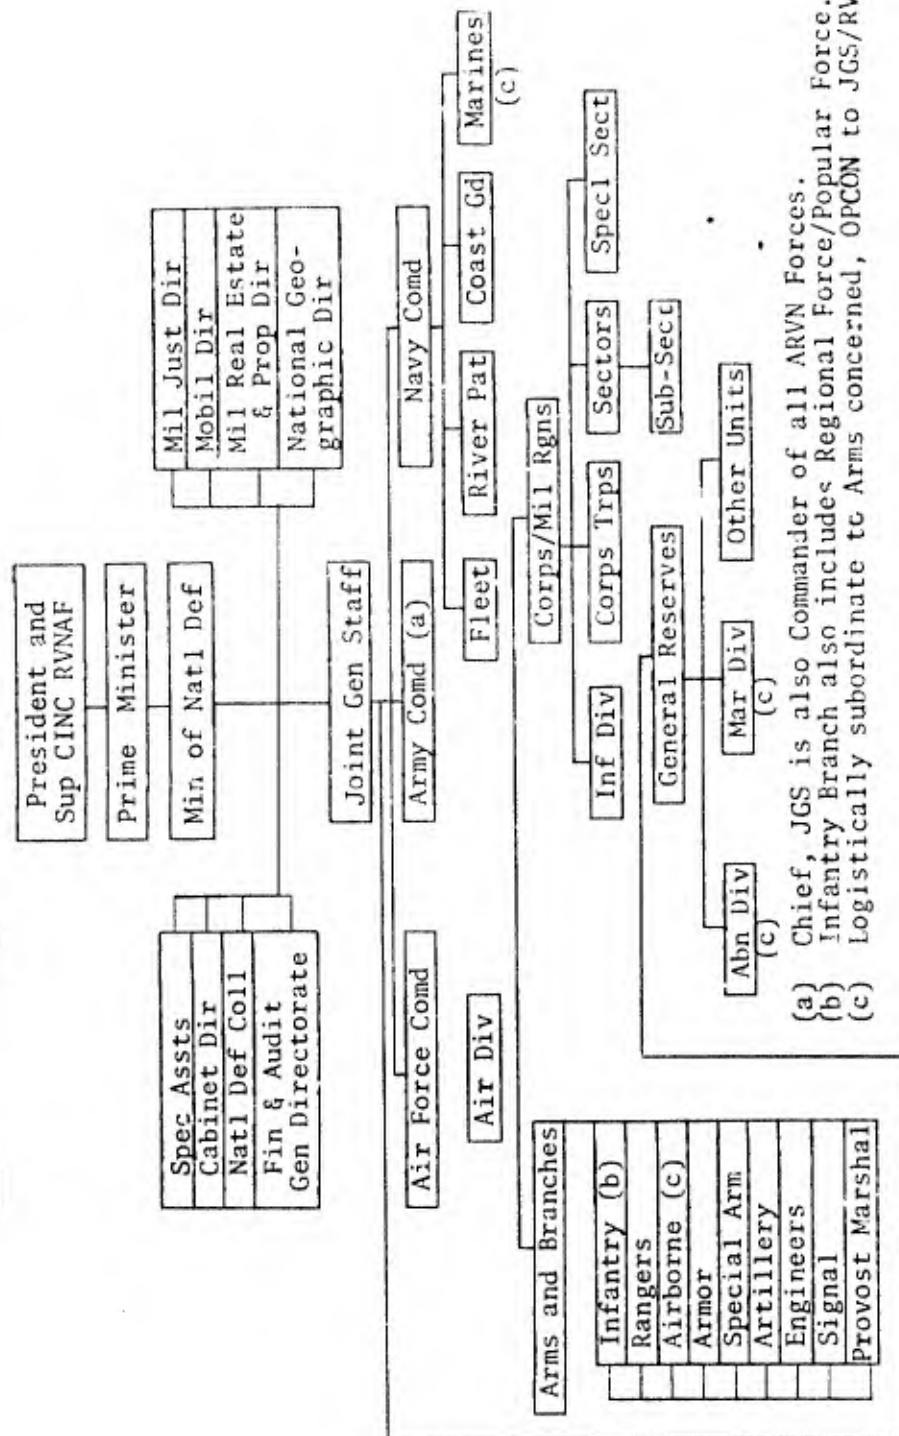 President and
Sup CINC RVNAF
Prime Minister
Min of Natl Def
Spec Assts
Cabinet Dir
Natl Def Coll
Fin & Audit
Gen Directorate
Mil Just Dir
Mobil Dir
Mil Real Estate
& Prop Dir
National Geo-
graphic Dir
Joint Gen Staff
Air Force Comd
Army Comd (a)
Navy Comd
Air Div
Fleet
River Pat
Coast Gd
Marines
(c)
Arms and Branches
Corps/Mil Rgns
Infantry (b)
Rangers
Airborne (c)
Armor
Special Arm
Artillery
Engineers
Signal
Provost Marshal
Inf Div
Corps Trps
Sectors
Specl Sect
Sub-Sect
General Reserves
Abn Div
(c)
Mar Div
(c)
Other Units
(a) Chief, JGS is also Commander of all ARVN Forces.
(b) Infantry Branch also includes Regional Force/Popular Force.
(c) Logistically subordinate to Arms concerned, OPCON to JGS/RV